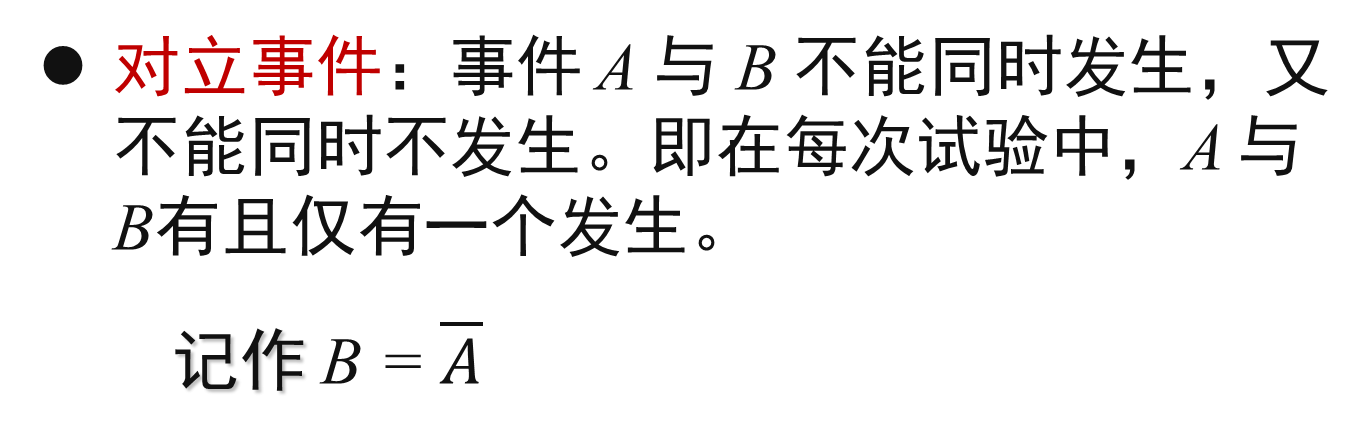 ● 对立事件：事件 A 与 B 不能同时发生，又
不能同时不发生。即在每次试验中，A 与
B有且仅有一个发生。
记作 B = A̅